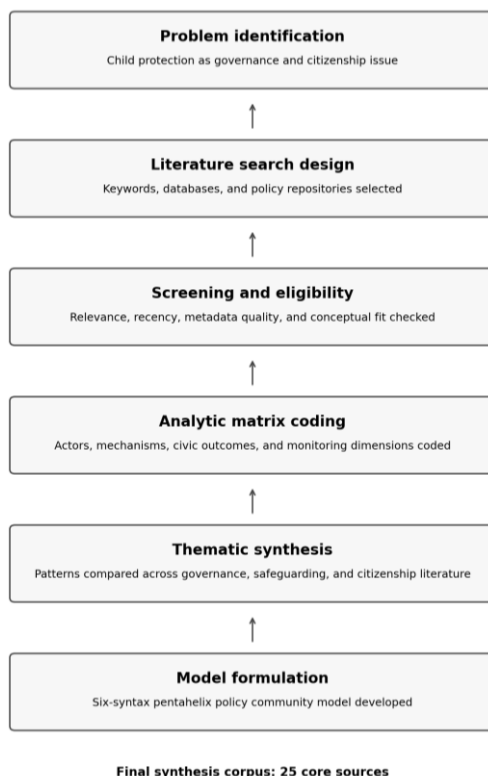 Problem identification
Child protection as governance and citizenship issue
Literature search design
Keywords, databases, and policy repositories selected
Screening and eligibility
Relevance, recency, metadata quality, and conceptual fit checked
Analytic matrix coding
Actors, mechanisms, civic outcomes, and monitoring dimensions coded
Thematic synthesis
Patterns compared across governance, safeguarding, and citizenship literature
Model formulation
Six-syntax pentahelix policy community model developed
Final synthesis corpus: 25 core sources